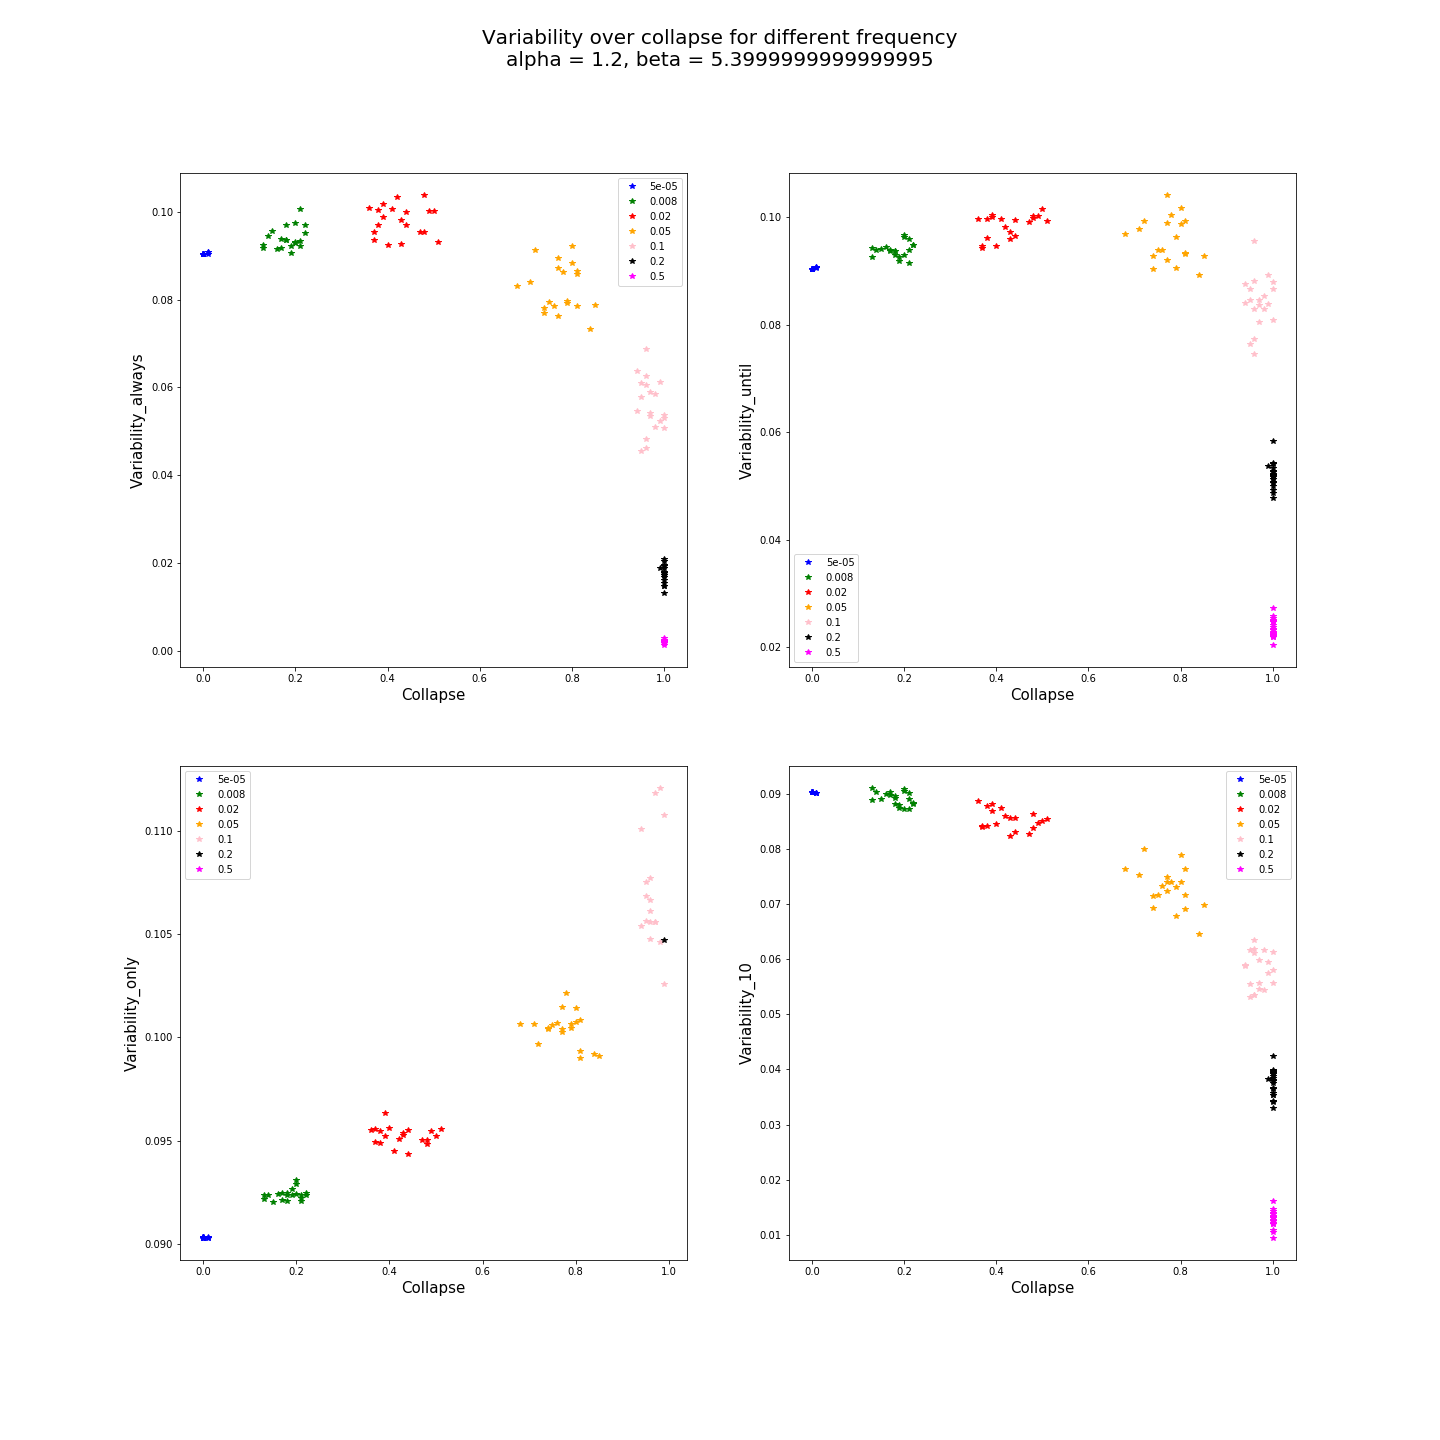 Variability over collapse for different frequency
alpha = 1.2, beta = 5.3999999999999995
5e-05
0.008
0.02
0.05
0.1
0.2
0.5
0.10
0.08
0.06
0.04
0.02
0.00
Variability_always
0.0 0.2 0.4 0.6 0.8 1.0
Collapse
5e-05
0.008
0.02
0.05
0.1
0.2
0.5
0.10
0.08
0.06
0.04
0.02
Variability_until
0.0 0.2 0.4 0.6 0.8 1.0
Collapse
5e-05
0.008
0.02
0.05
0.1
0.2
0.5
0.110
0.105
0.100
0.095
0.090
Variability_only
0.0 0.2 0.4 0.6 0.8 1.0
Collapse
5e-05
0.008
0.02
0.05
0.1
0.2
0.5
0.09
0.08
0.07
0.06
0.05
0.04
0.03
0.02
0.01
Variability_10
0.0 0.2 0.4 0.6 0.8 1.0
Collapse